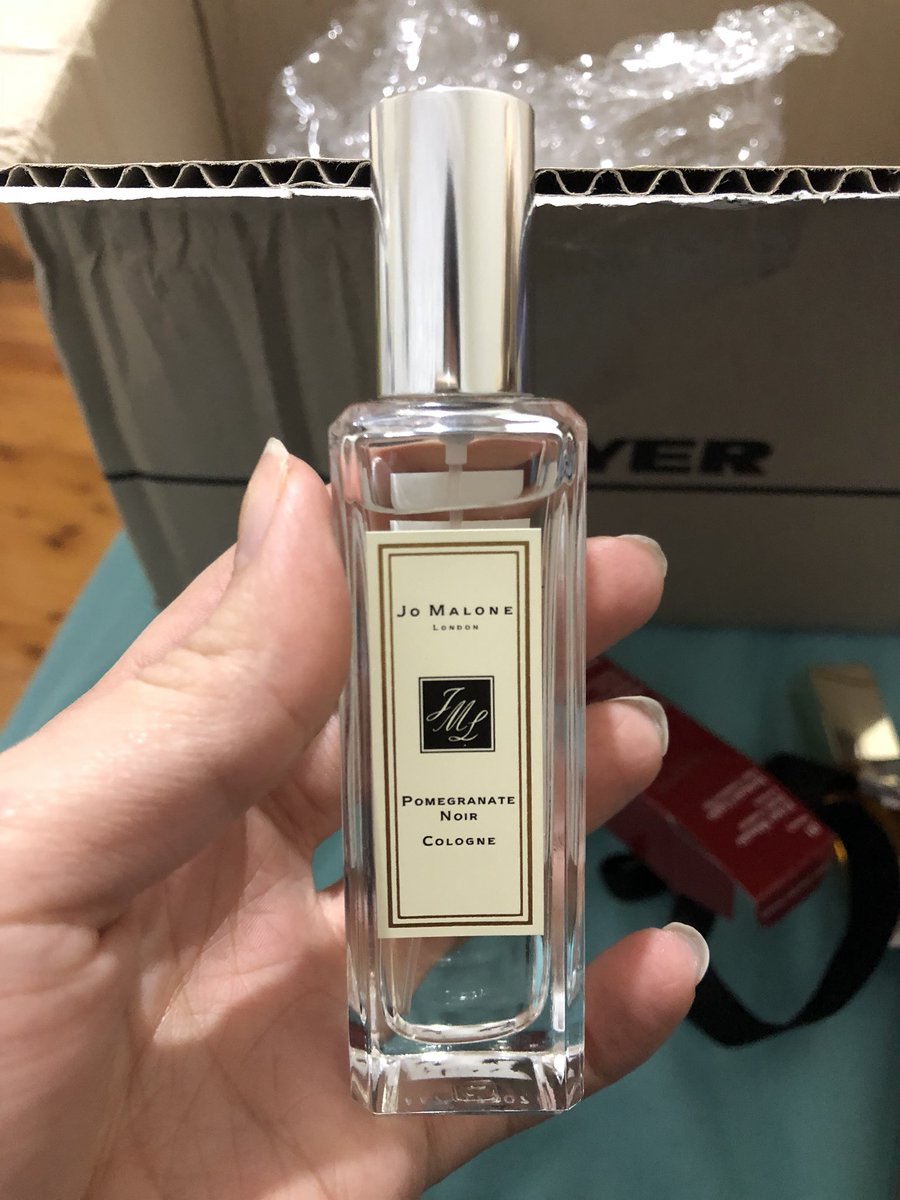 YER
JO MALONE
LONDON
JML
POMEGRANATE
NOIR
COLOGNE